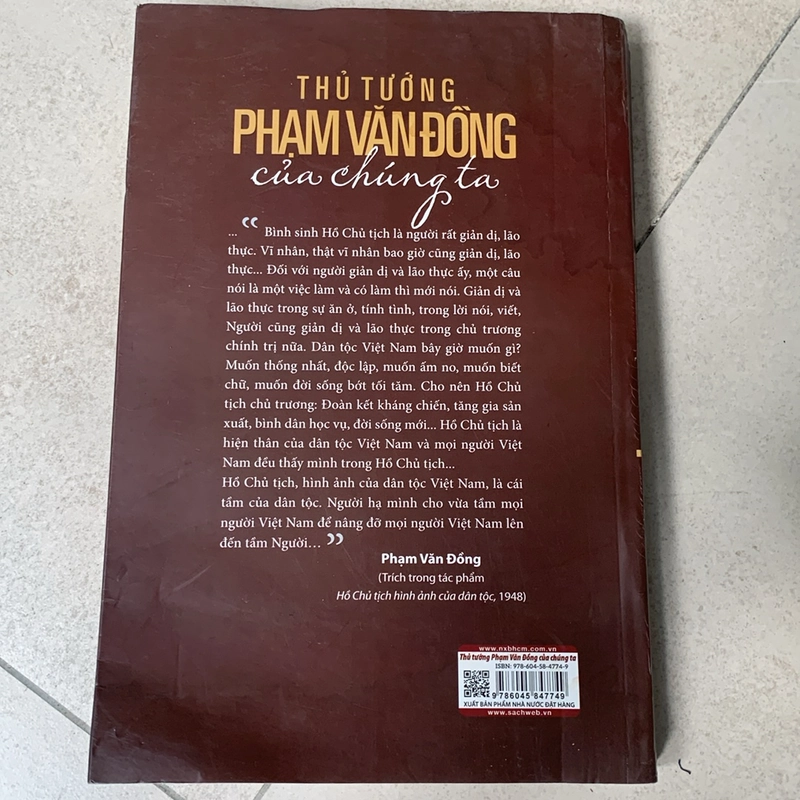 THỦ TƯỚNG
PHẠM VĂN ĐỒNG
của chúng ta
... “ Bình sinh Hồ Chủ tịch là người rất giản dị, lão
thực. Vĩ nhân, thật vĩ nhân bao giờ cũng giản dị, lão
thực... Đối với người giản dị và lão thực ấy, một câu
nói là một việc làm và có làm thì mới nói. Giản dị và
lão thực trong sự ăn ở, tính tình, trong lời nói, viết,
Người cũng giản dị và lão thực trong chủ trương
chính trị nữa. Dân tộc Việt Nam bây giờ muốn gì?
Muốn thống nhất, độc lập, muốn ấm no, muốn biết
chữ, muốn đời sống bớt tối tăm. Cho nên Hồ Chủ
tịch chủ trương: Đoàn kết kháng chiến, tăng gia sản
xuất, bình dân học vụ, đời sống mới... Hồ Chủ tịch là
hiện thân của dân tộc Việt Nam và mọi người Việt
Nam đều thấy mình trong Hồ Chủ tịch...
Hồ Chủ tịch, hình ảnh của dân tộc Việt Nam, là cái
tầm của dân tộc. Người hạ mình cho vừa tầm mọi
người Việt Nam để nâng đỡ mọi người Việt Nam lên
đến tầm Người... ”
Phạm Văn Đồng
(Trích trong tác phẩm
Hồ Chủ tịch hình ảnh của dân tộc, 1948)
www.nxbhcm.com.vn
Thủ tướng Phạm Văn Đồng của chúng ta
ISBN: 978-604-58-4774-9
9 786045 847749
XUẤT BẢN PHẨM NHÀ NƯỚC ĐẶT HÀNG
www.sachweb.vn